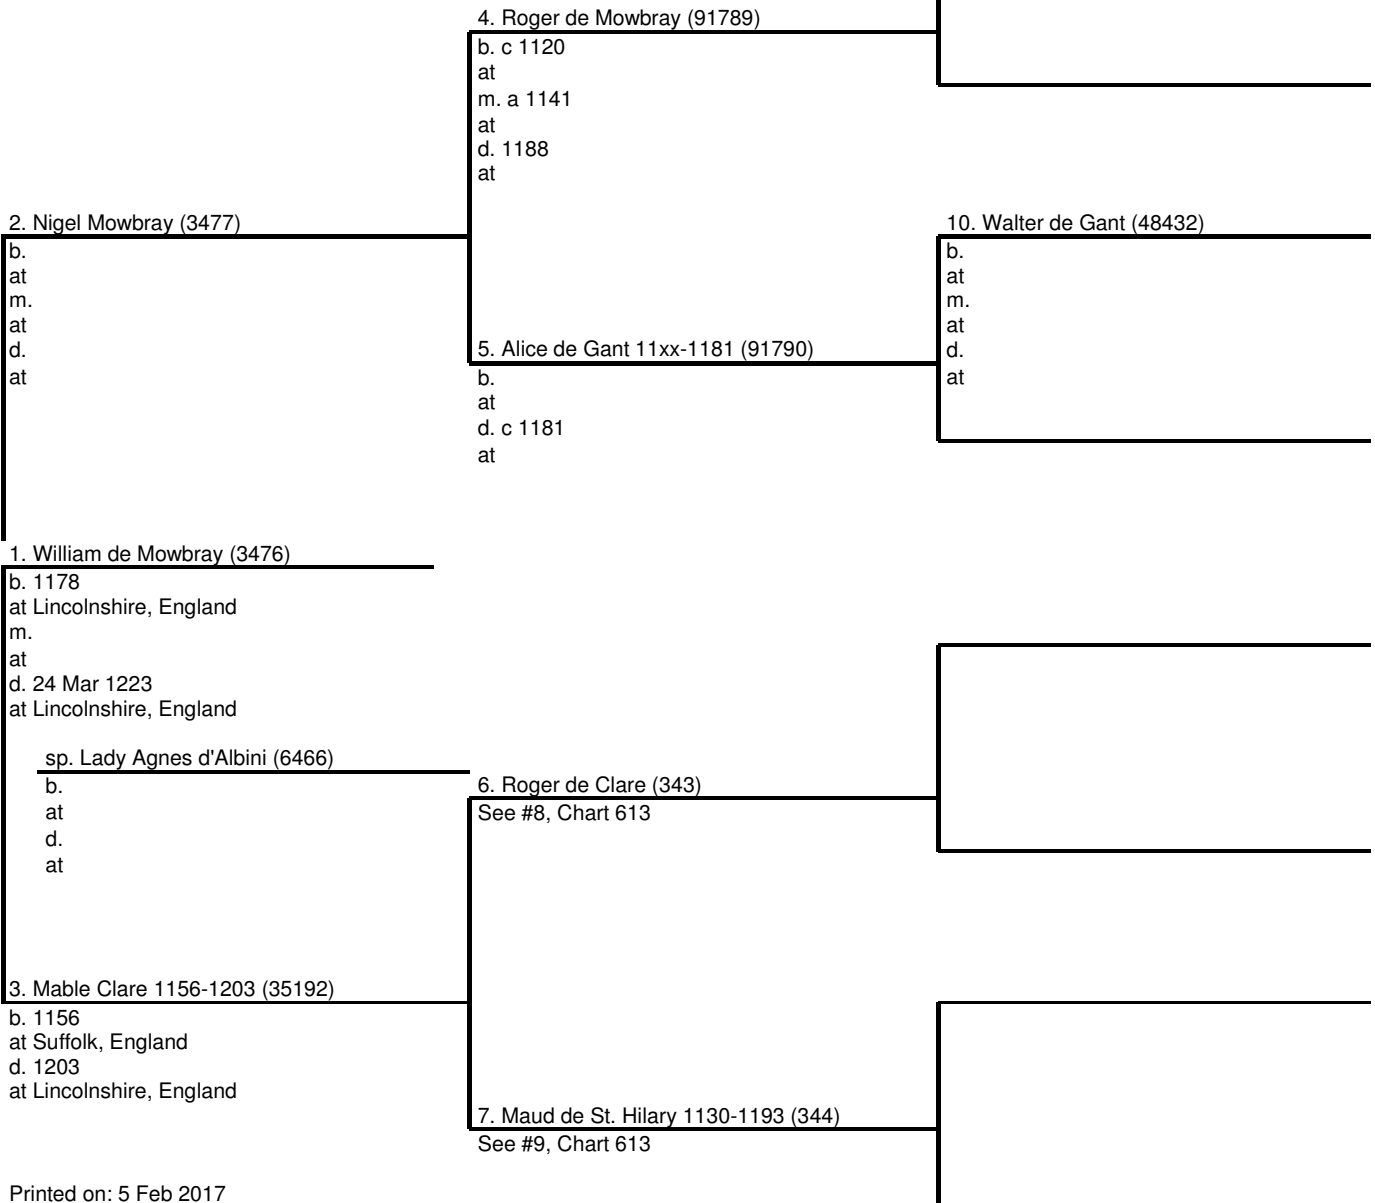 4. Roger de Mowbray (91789)
b. c 1120
at
m. a 1141
at
d. 1188
at
2. Nigel Mowbray (3477)
b.
at
m.
at
d.
at
10. Walter de Gant (48432)
b.
at
m.
at
d.
at
5. Alice de Gant 11xx-1181 (91790)
b.
at
d. c 1181
at
1. William de Mowbray (3476)
b. 1178
at Lincolnshire, England
m.
at
d. 24 Mar 1223
at Lincolnshire, England
sp. Lady Agnes d'Albini (6466)
b.
at
d.
at
6. Roger de Clare (343)
See #8, Chart 613
3. Mable Clare 1156-1203 (35192)
b. 1156
at Suffolk, England
d. 1203
at Lincolnshire, England
7. Maud de St. Hilary 1130-1193 (344)
See #9, Chart 613
Printed on: 5 Feb 2017